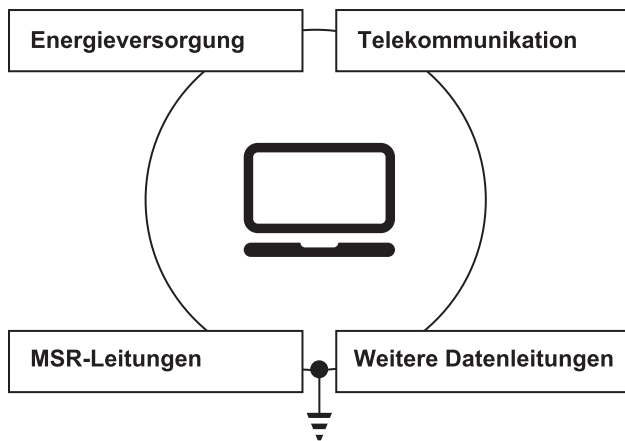 Energieversorgung
Telekommunikation
MSR-Leitungen
Weitere Datenleitungen